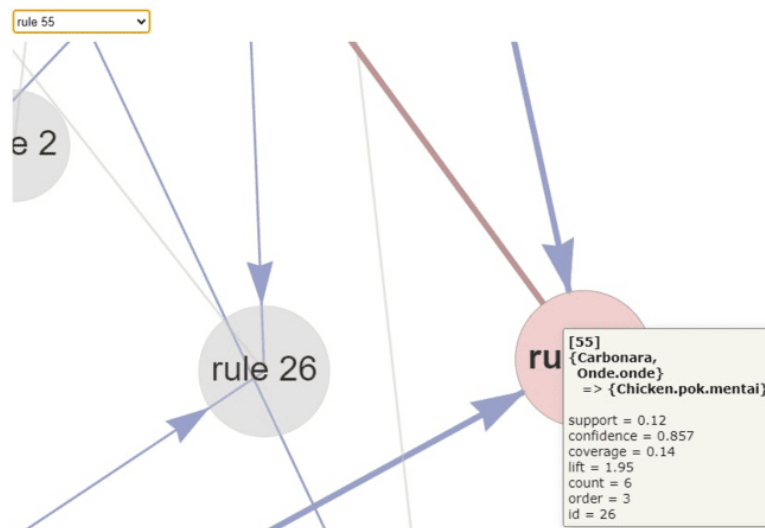 rule 55
e 2
rule 26
ru
[55]
{Carbonara,
Onde.onde}
=> {Chicken.pok.mentai}
support = 0.12
confidence = 0.857
coverage = 0.14
lift = 1.95
count = 6
order = 3
id = 26